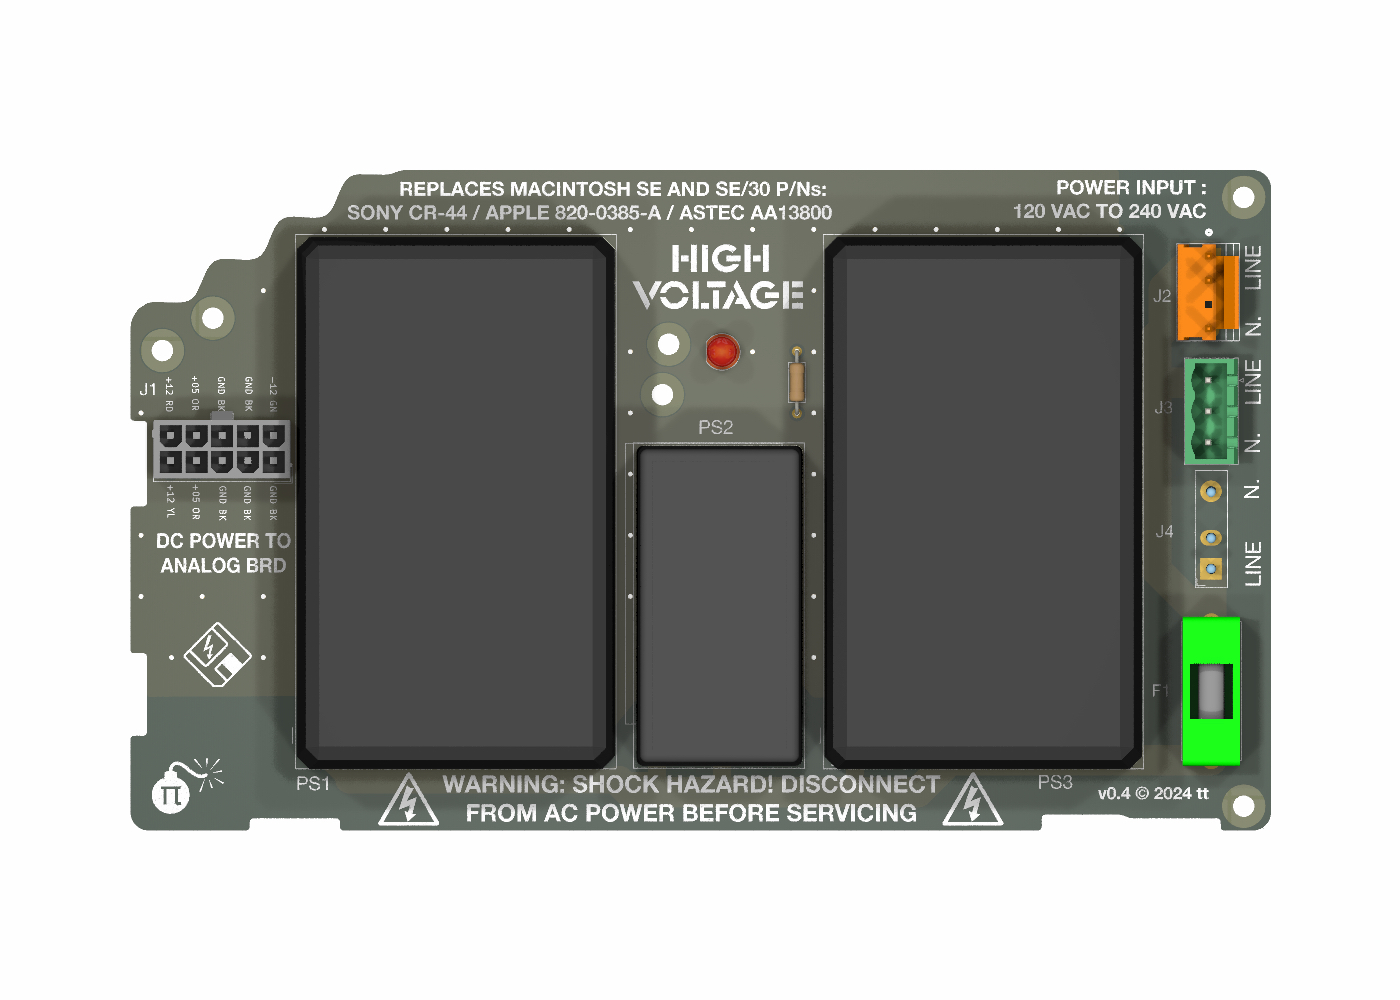 REPLACES MACINTOSH SE AND SE/30 P/Ns:
SONY CR-44 / APPLE 820-0385-A / ASTEC AA13800
POWER INPUT :
120 VAC TO 240 VAC
HIGH
VOLTAGE
J2
LINE
N.
J3
LINE
N.
J4
N.
LINE
F1
J1
+12 RD
+05 OR
GND BK
GND BK
-12 GN
+12 YL
+05 OR
GND BK
GND BK
GND BK
DC POWER TO
ANALOG BRD
PS2
π
PS1
WARNING: SHOCK HAZARD! DISCONNECT
FROM AC POWER BEFORE SERVICING
PS3
v0.4 © 2024 tt